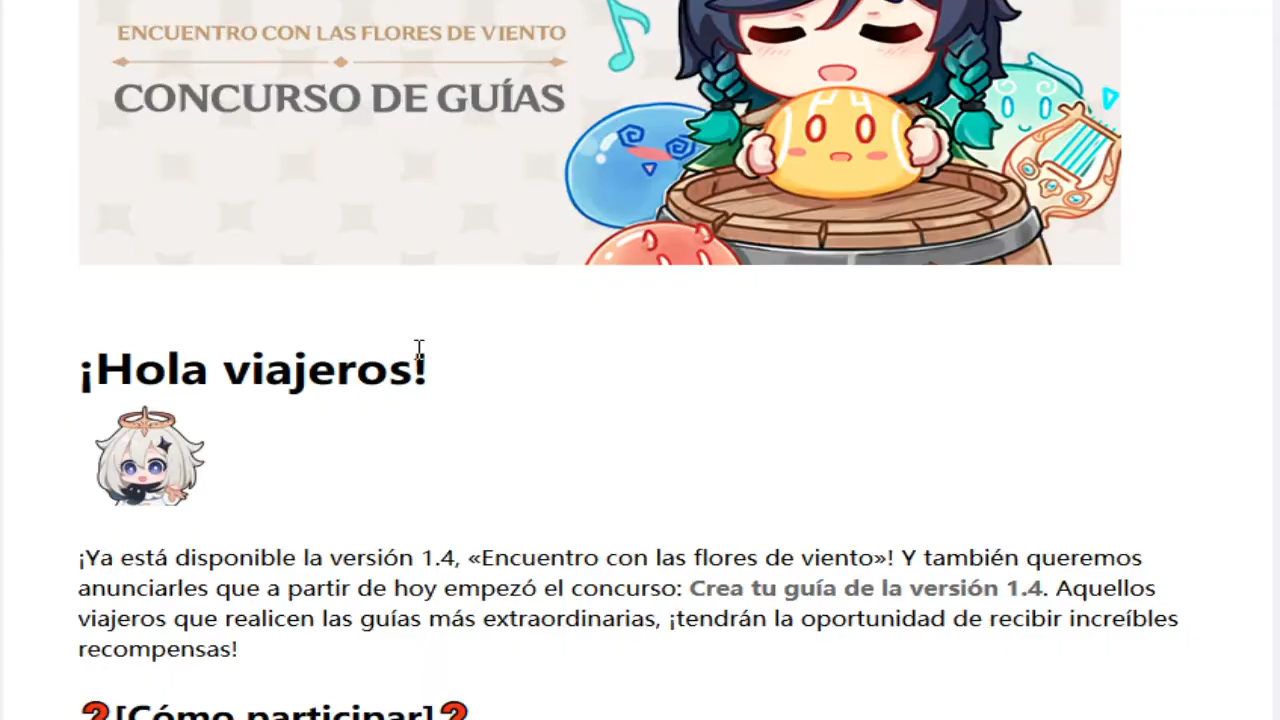 ENCUENTRO CON LAS FLORES DE VIENTO
CONCURSO DE GUÍAS
¡Hola viajeros!
¡Ya está disponible la versión 1.4, «Encuentro con las flores de viento»! Y también queremos
anunciarles que a partir de hoy empezó el concurso: Crea tu guía de la versión 1.4. Aquellos
viajeros que realicen las guías más extraordinarias, ¡tendrán la oportunidad de recibir increíbles
recompensas!
❓[Cómo participar]❓